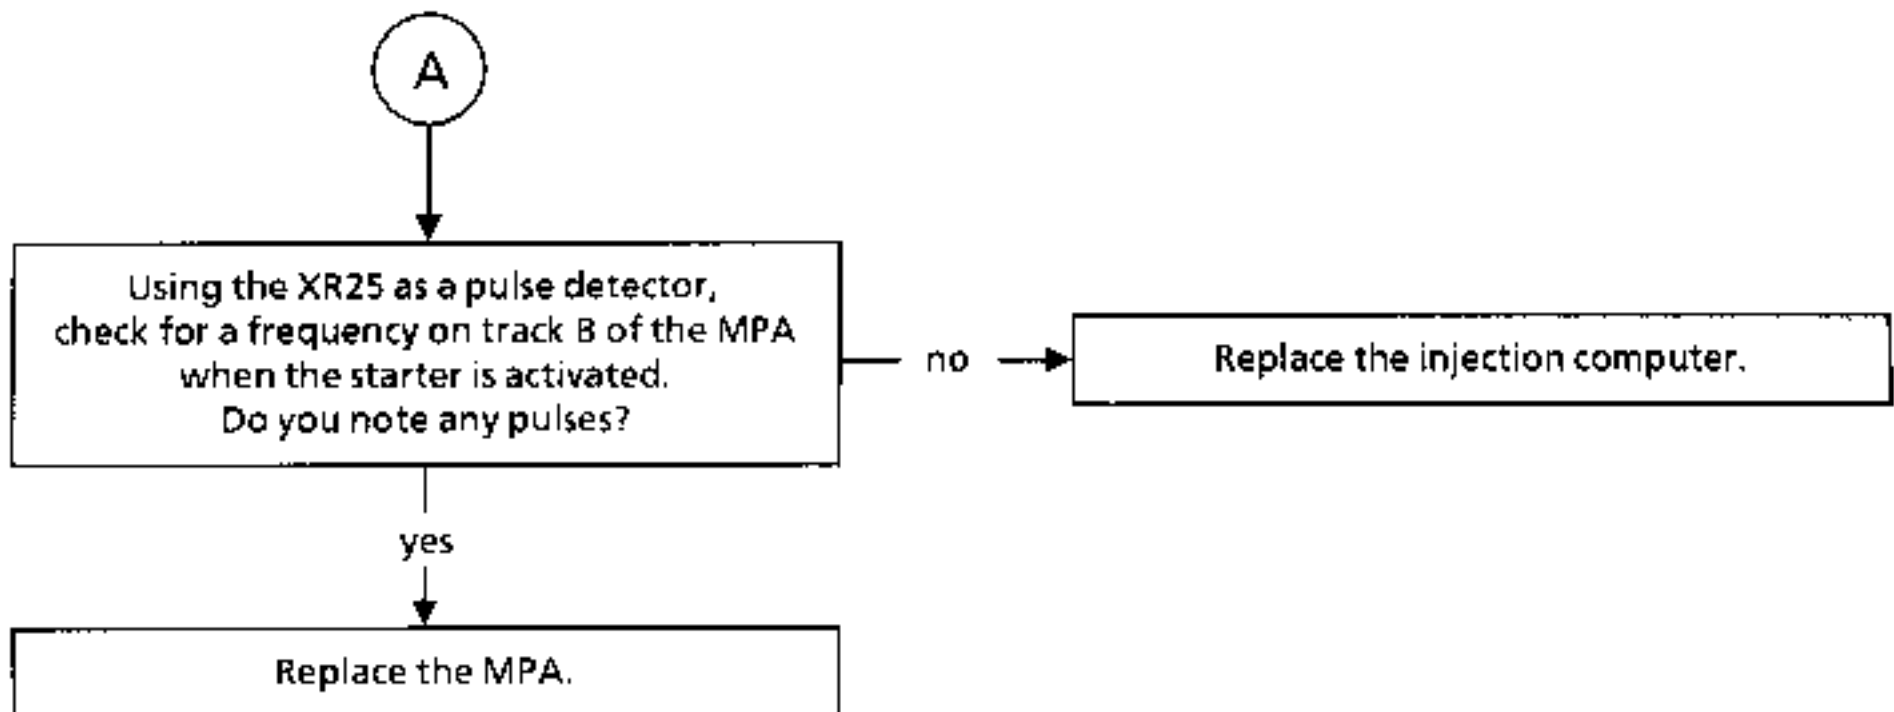 A
Using the XR25 as a pulse detector,
check for a frequency on track B of the MPA
when the starter is activated.
Do you note any pulses?
no
Replace the injection computer.
yes
Replace the MPA.